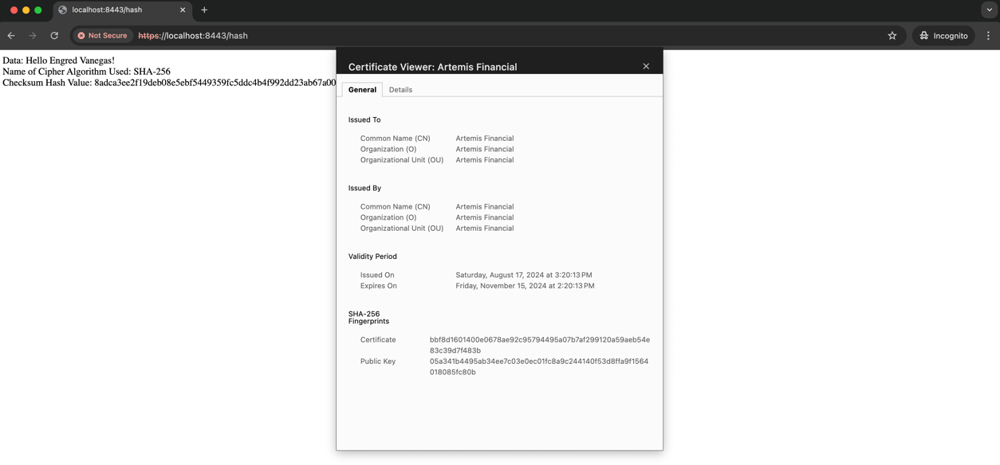 localhost:8443/hash
Not Secure
https://localhost:8443/hash
Incognito
Data: Hello Engred Vanegas!
Name of Cipher Algorithm Used: SHA-256
Checksum Hash Value: 8adca3ee2f19deb08e5ebf5449359fc5ddc4b4f992dd23ab67a00
Certificate Viewer: Artemis Financial
General Details
Issued To
Common Name (CN) Artemis Financial
Organization (O) Artemis Financial
Organizational Unit (OU) Artemis Financial
Issued By
Common Name (CN) Artemis Financial
Organization (O) Artemis Financial
Organizational Unit (OU) Artemis Financial
Validity Period
Issued On Saturday, August 17, 2024 at 3:20:13 PM
Expires On Friday, November 15, 2024 at 2:20:13 PM
SHA-256
Fingerprints
Certificate bbf8d1601400e0678ae92c95794495a07b7af299120a59aeb54e
83c39d7f483b
Public Key 05a341b4495ab34ee7c03e0ec01fc8a9c244140f53d8ffa9f1564
018085fc80b